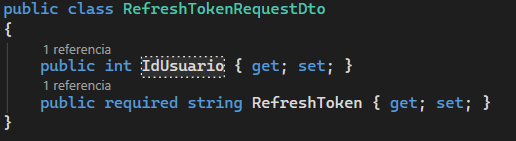 public class RefreshTokenRequestDto
{
1 referencia
public int IdUsuario { get; set; }
1 referencia
public required string RefreshToken { get; set; }
}